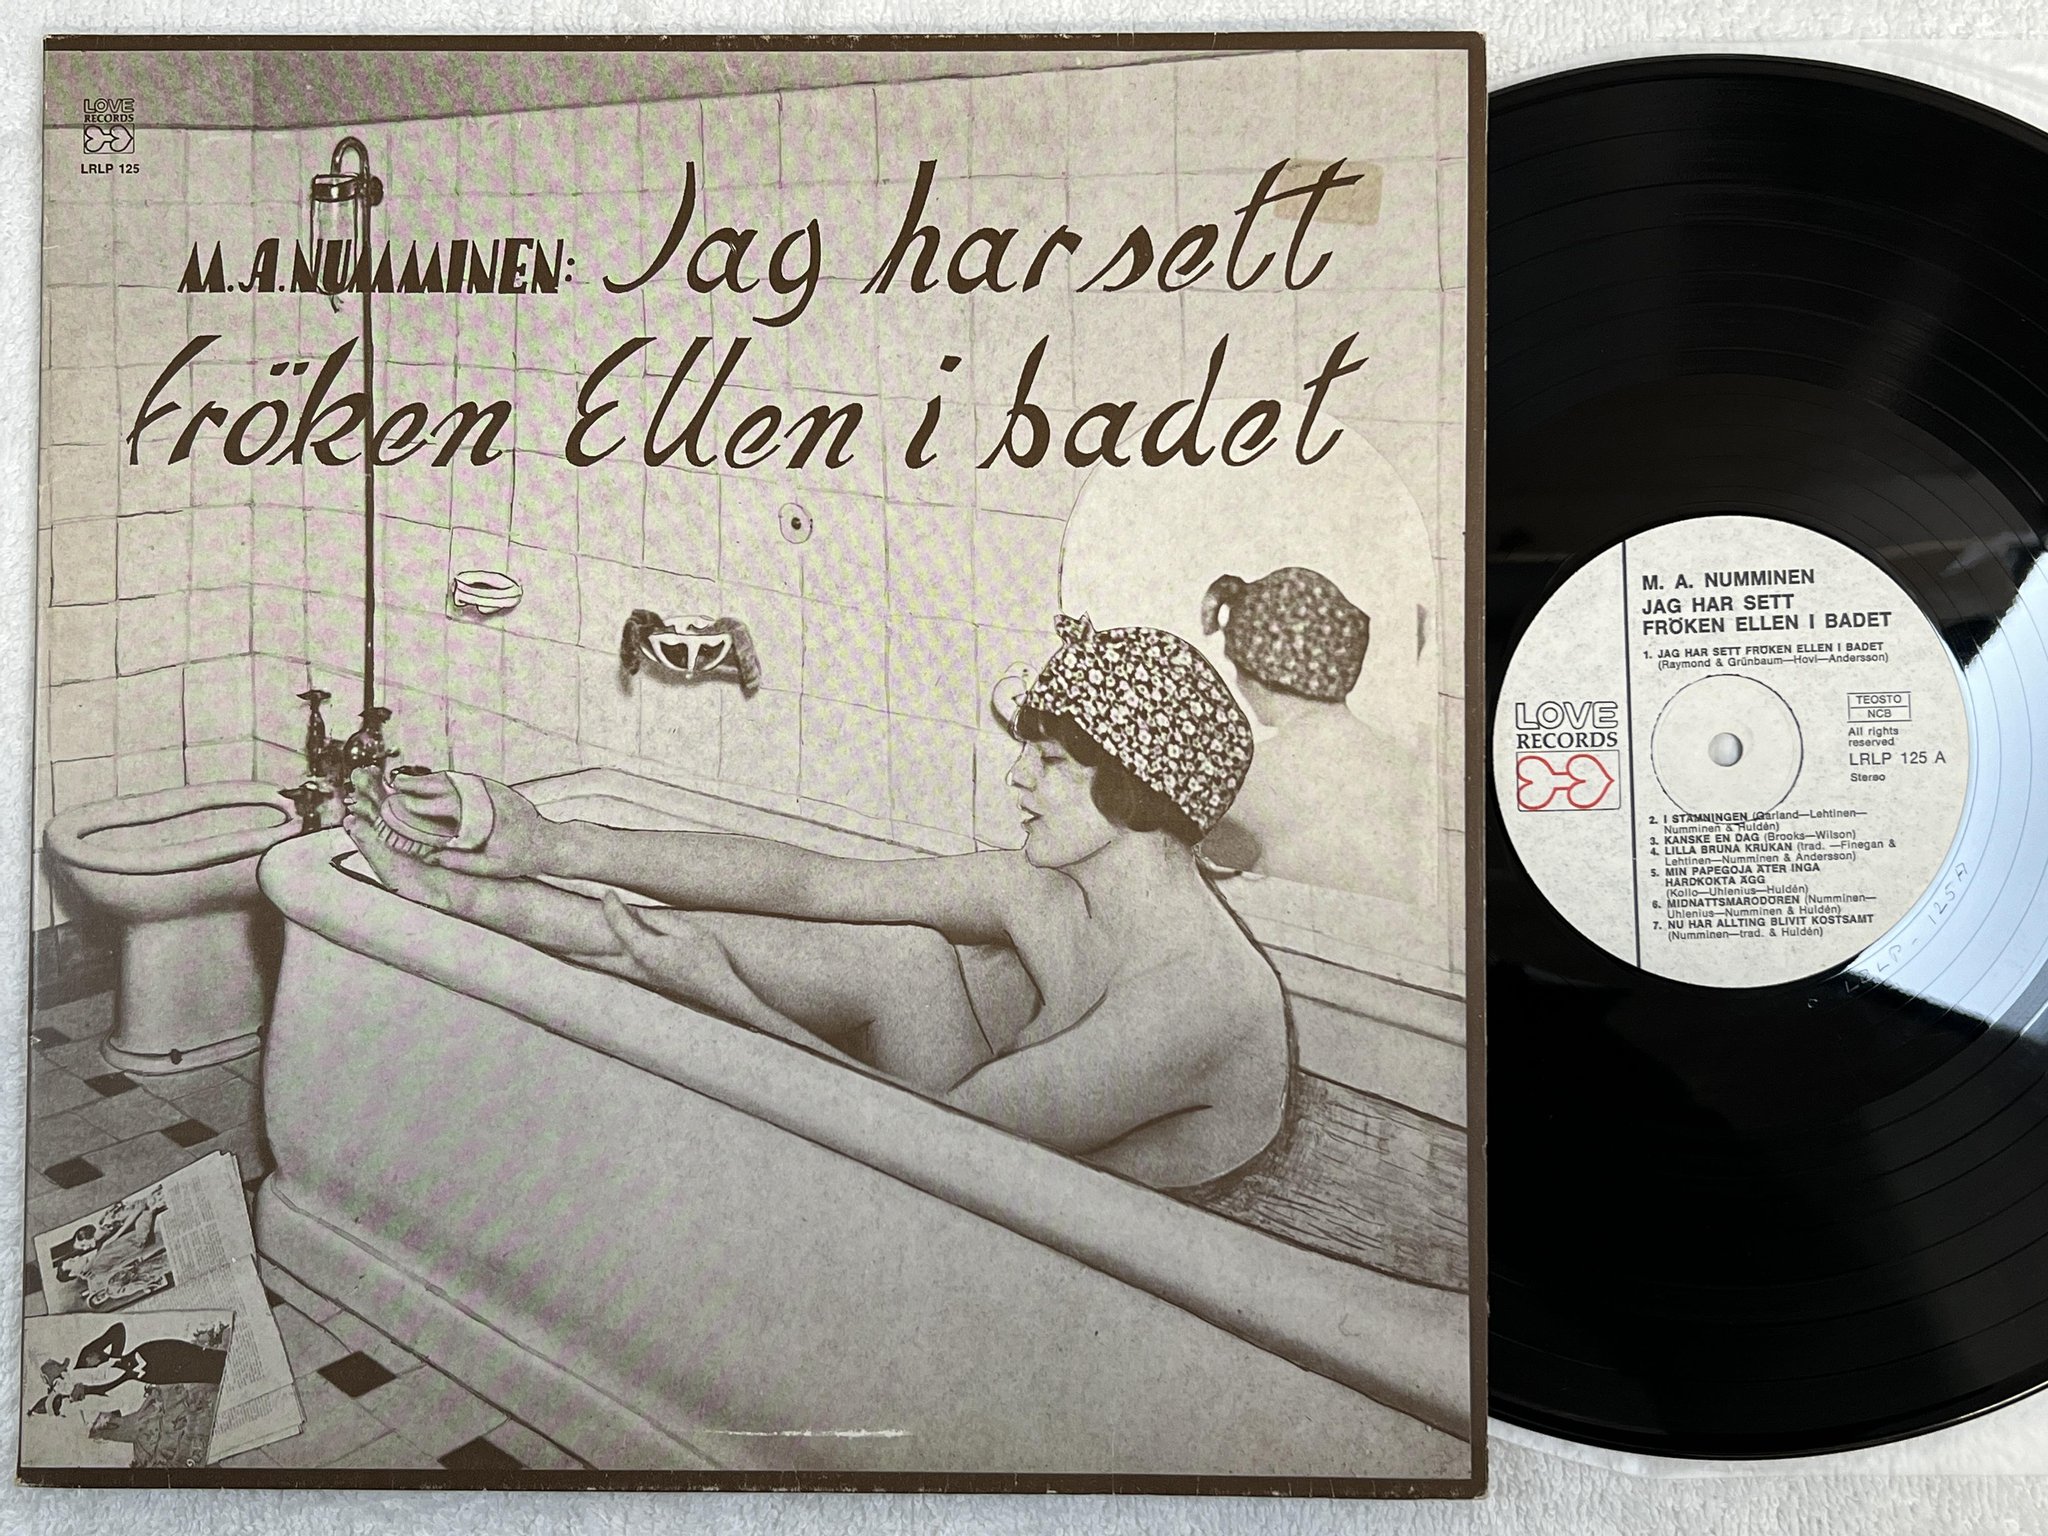 LOVE
RECORDS
LRLP 125
M.A.NUMMINEN: Jag har sett
fröken Ellen i badet
M. A. NUMMINEN
JAG HAR SETT
FRÖKEN ELLEN I BADET
1. JAG HAR SETT FRÖKEN ELLEN I BADET
(Raymond & Grünbaum—Hovi—Andersson)
LOVE
RECORDS
TEOSTO
NCB
All rights
reserved
LRLP 125 A
Stereo
2. I STÄMNINGEN (Garland—Lehtinen—
Numminen & Huldén)
3. KANSKE EN DAG (Brooks—Wilson)
4. LILLA BRUNA KRUKAN (trad. —Finegan &
Lehtinen—Numminen & Andersson)
5. MIN PAPEGOJA ÄTER INGA
HÅRDKOKTA ÄGG
(Kollo—Uhlenius—Huldén)
6. MIDNATTSMARODÖREN (Numminen—
Uhlenius—Numminen & Huldén)
7. NU HAR ALLTING BLIVIT KOSTSAMT
(Numminen—trad. & Huldén)
LRLP - 125A